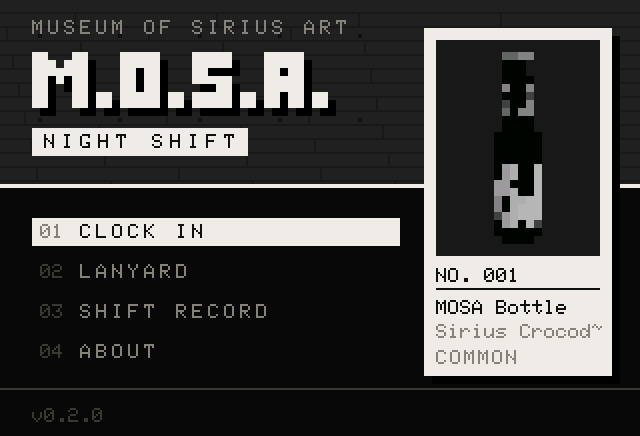 MUSEUM OF SIRIUS ART
M.O.S.A.
NIGHT SHIFT
01 CLOCK IN
02 LANYARD
03 SHIFT RECORD
04 ABOUT
v0.2.0
NO. 001
MOSA Bottle
Sirius Crocod~
COMMON